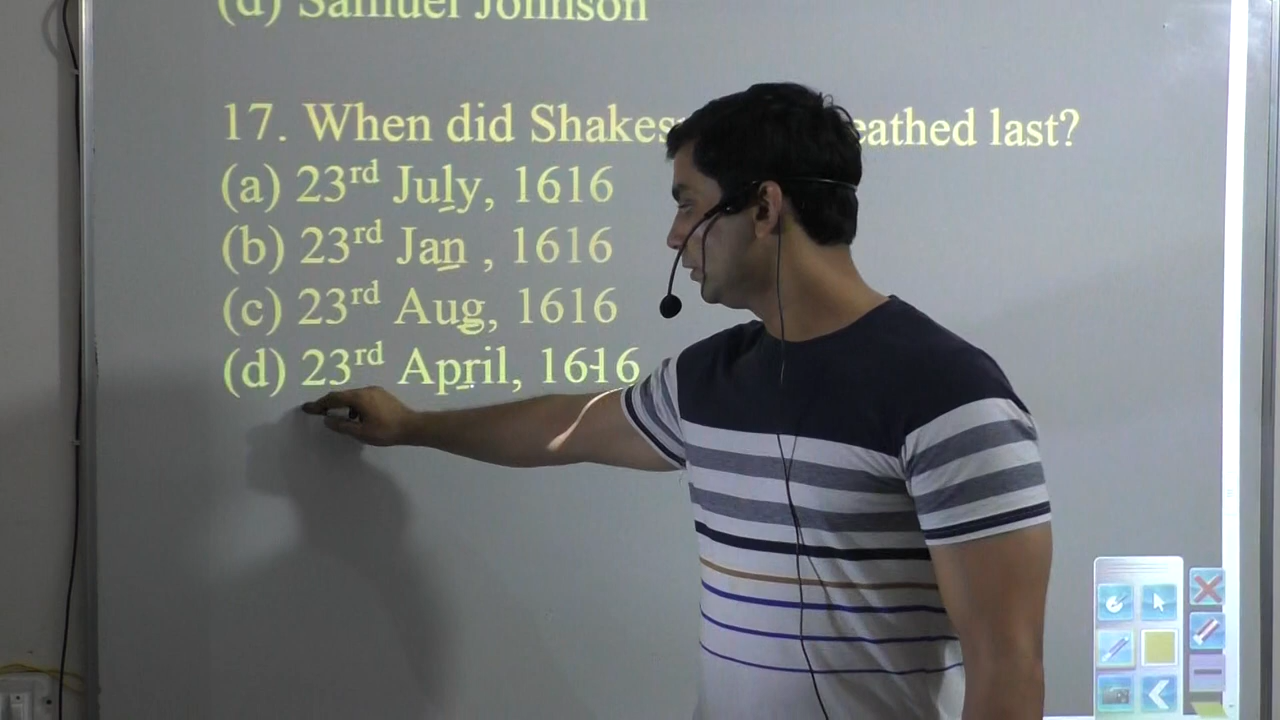 (d) Samuel Johnson
17. When did Shakes eathed last?
(a) 23rd July, 1616
(b) 23rd Jan , 1616
(c) 23rd Aug, 1616
(d) 23rd April, 1616